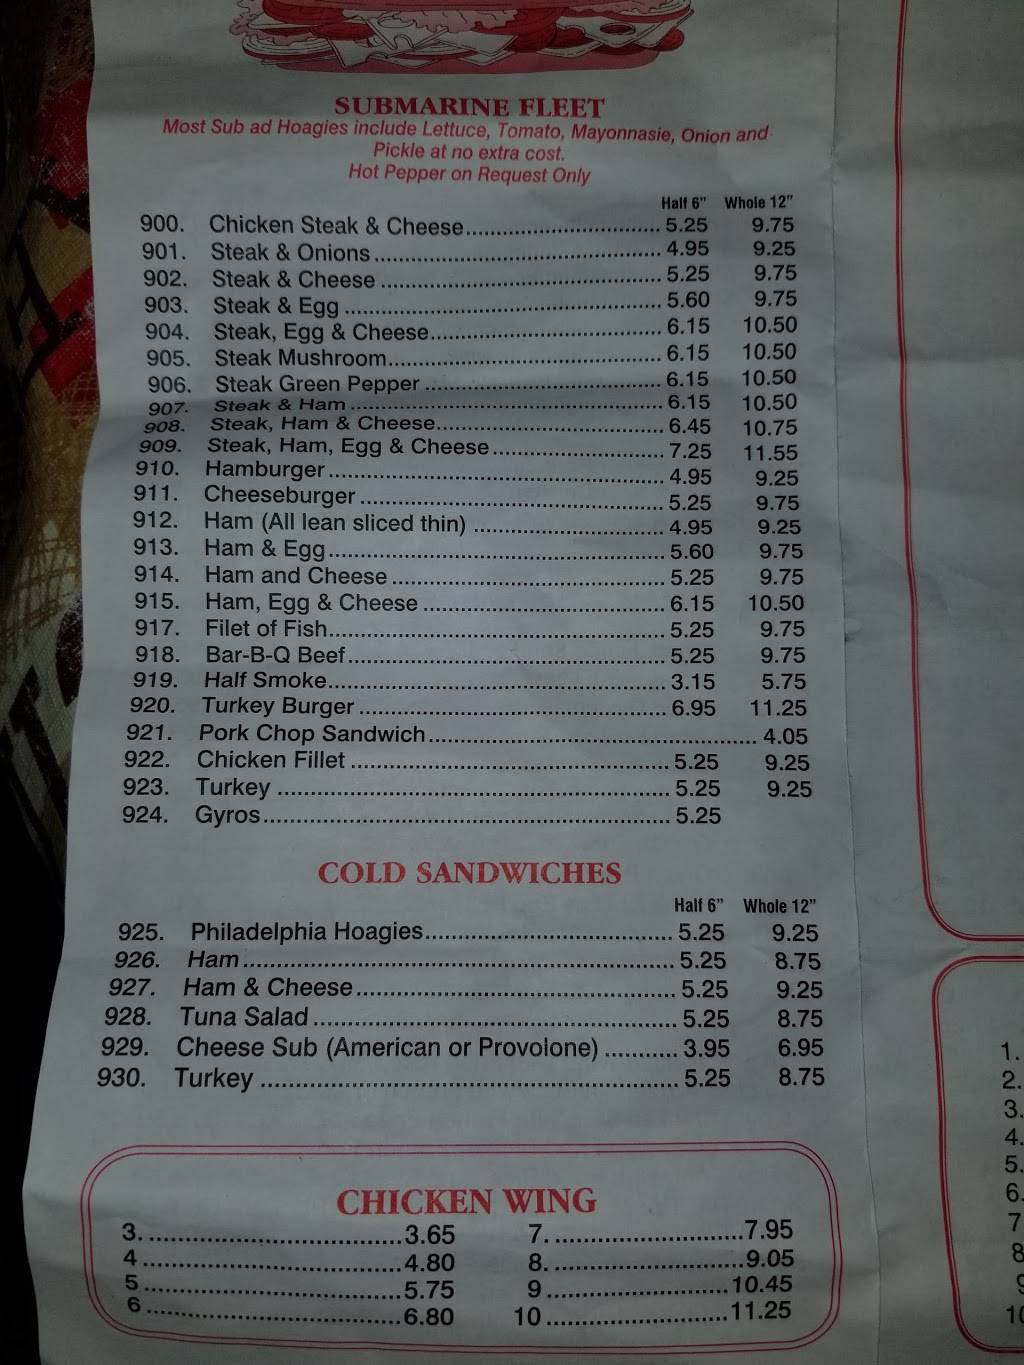 SUBMARINE FLEET
Most Sub ad Hoagies include Lettuce, Tomato, Mayonnasie, Onion and
Pickle at no extra cost.
Hot Pepper on Request Only
Half 6" Whole 12"
900. Chicken Steak & Cheese 5.25 9.75
901. Steak & Onions 4.95 9.25
902. Steak & Cheese 5.25 9.75
903. Steak & Egg 5.60 9.75
904. Steak, Egg & Cheese 6.15 10.50
905. Steak Mushroom 6.15 10.50
906. Steak Green Pepper 6.15 10.50
907. Steak & Ham 6.15 10.50
908. Steak, Ham & Cheese 6.45 10.75
909. Steak, Ham, Egg & Cheese 7.25 11.55
910. Hamburger 4.95 9.25
911. Cheeseburger 5.25 9.75
912. Ham (All lean sliced thin) 4.95 9.25
913. Ham & Egg 5.60 9.75
914. Ham and Cheese 5.25 9.75
915. Ham, Egg & Cheese 6.15 10.50
917. Filet of Fish 5.25 9.75
918. Bar-B-Q Beef 5.25 9.75
919. Half Smoke 3.15 5.75
920. Turkey Burger 6.95 11.25
921. Pork Chop Sandwich 4.05
922. Chicken Fillet 5.25 9.25
923. Turkey 5.25 9.25
924. Gyros 5.25
COLD SANDWICHES
Half 6" Whole 12"
925. Philadelphia Hoagies 5.25 9.25
926. Ham 5.25 8.75
927. Ham & Cheese 5.25 9.25
928. Tuna Salad 5.25 8.75
929. Cheese Sub (American or Provolone) 3.95 6.95
930. Turkey 5.25 8.75
CHICKEN WING
3. 3.65 7. 7.95
4 4.80 8. 9.05
5 5.75 9 10.45
6 6.80 10 11.25
1.
2.
3.
4.
5.
6.
7
8
9
10